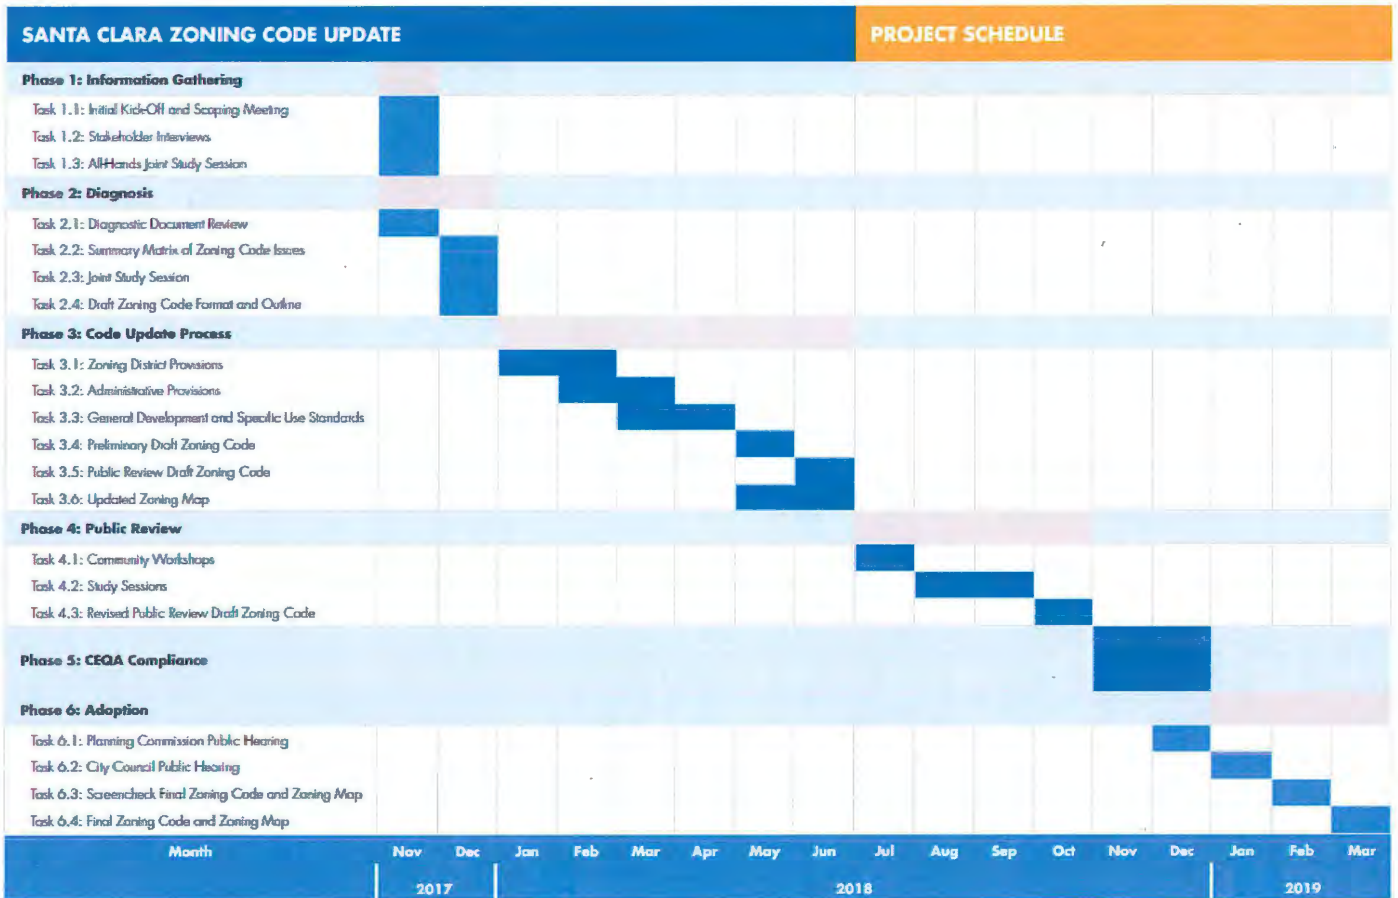 SANTA CLARA ZONING CODE UPDATE PROJECT SCHEDULE
Phase 1: Information Gathering
Task 1.1: Initial Kick-Off and Scoping Meeting
Task 1.2: Stakeholder Interviews
Task 1.3: All-Hands Joint Study Session
Phase 2: Diagnosis
Task 2.1: Diagnostic Document Review
Task 2.2: Summary Matrix of Zoning Code Issues
Task 2.3: Joint Study Session
Task 2.4: Draft Zoning Code Format and Outline
Phase 3: Code Update Process
Task 3.1: Zoning District Provisions
Task 3.2: Administrative Provisions
Task 3.3: General Development and Specific Use Standards
Task 3.4: Preliminary Draft Zoning Code
Task 3.5: Public Review Draft Zoning Code
Task 3.6: Updated Zoning Map
Phase 4: Public Review
Task 4.1: Community Workshops
Task 4.2: Study Sessions
Task 4.3: Revised Public Review Draft Zoning Code
Phase 5: CEQA Compliance
Phase 6: Adoption
Task 6.1: Planning Commission Public Hearing
Task 6.2: City Council Public Hearing
Task 6.3: Screencheck Final Zoning Code and Zoning Map
Task 6.4: Final Zoning Code and Zoning Map
Month Nov Dec Jan Feb Mar Apr May Jun Jul Aug Sep Oct Nov Dec Jan Feb Mar
2017 2018 2019